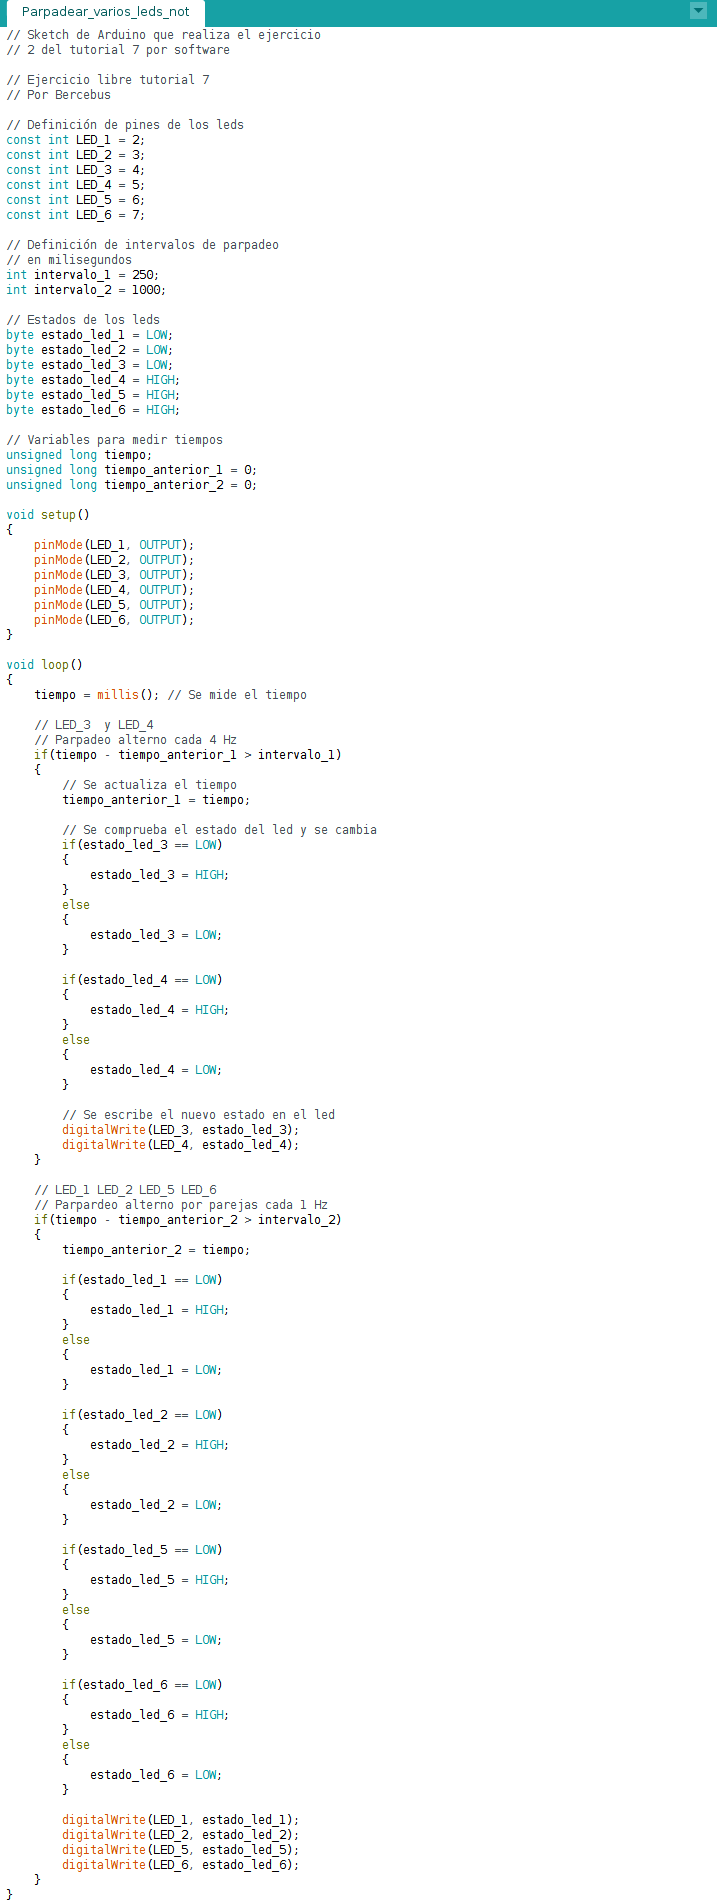 Parpadear_varios_leds_not
// Sketch de Arduino que realiza el ejercicio
// 2 del tutorial 7 por software

// Ejercicio libre tutorial 7
// Por Bercebus

// Definición de pines de los leds
const int LED_1 = 2;
const int LED_2 = 3;
const int LED_3 = 4;
const int LED_4 = 5;
const int LED_5 = 6;
const int LED_6 = 7;

// Definición de intervalos de parpadeo
// en milisegundos
int intervalo_1 = 250;
int intervalo_2 = 1000;

// Estados de los leds
byte estado_led_1 = LOW;
byte estado_led_2 = LOW;
byte estado_led_3 = LOW;
byte estado_led_4 = HIGH;
byte estado_led_5 = HIGH;
byte estado_led_6 = HIGH;

// Variables para medir tiempos
unsigned long tiempo;
unsigned long tiempo_anterior_1 = 0;
unsigned long tiempo_anterior_2 = 0;

void setup()
{
    pinMode(LED_1, OUTPUT);
    pinMode(LED_2, OUTPUT);
    pinMode(LED_3, OUTPUT);
    pinMode(LED_4, OUTPUT);
    pinMode(LED_5, OUTPUT);
    pinMode(LED_6, OUTPUT);
}

void loop()
{
    tiempo = millis(); // Se mide el tiempo

    // LED_3  y LED_4
    // Parpadeo alterno cada 4 Hz
    if(tiempo - tiempo_anterior_1 > intervalo_1)
    {
        // Se actualiza el tiempo
        tiempo_anterior_1 = tiempo;

        // Se comprueba el estado del led y se cambia
        if(estado_led_3 == LOW)
        {
            estado_led_3 = HIGH;
        }
        else
        {
            estado_led_3 = LOW;
        }

        if(estado_led_4 == LOW)
        {
            estado_led_4 = HIGH;
        }
        else
        {
            estado_led_4 = LOW;
        }

        // Se escribe el nuevo estado en el led
        digitalWrite(LED_3, estado_led_3);
        digitalWrite(LED_4, estado_led_4);
    }

    // LED_1 LED_2 LED_5 LED_6
    // Parpardeo alterno por parejas cada 1 Hz
    if(tiempo - tiempo_anterior_2 > intervalo_2)
    {
        tiempo_anterior_2 = tiempo;

        if(estado_led_1 == LOW)
        {
            estado_led_1 = HIGH;
        }
        else
        {
            estado_led_1 = LOW;
        }

        if(estado_led_2 == LOW)
        {
            estado_led_2 = HIGH;
        }
        else
        {
            estado_led_2 = LOW;
        }

        if(estado_led_5 == LOW)
        {
            estado_led_5 = HIGH;
        }
        else
        {
            estado_led_5 = LOW;
        }

        if(estado_led_6 == LOW)
        {
            estado_led_6 = HIGH;
        }
        else
        {
            estado_led_6 = LOW;
        }

        digitalWrite(LED_1, estado_led_1);
        digitalWrite(LED_2, estado_led_2);
        digitalWrite(LED_5, estado_led_5);
        digitalWrite(LED_6, estado_led_6);
    }
}